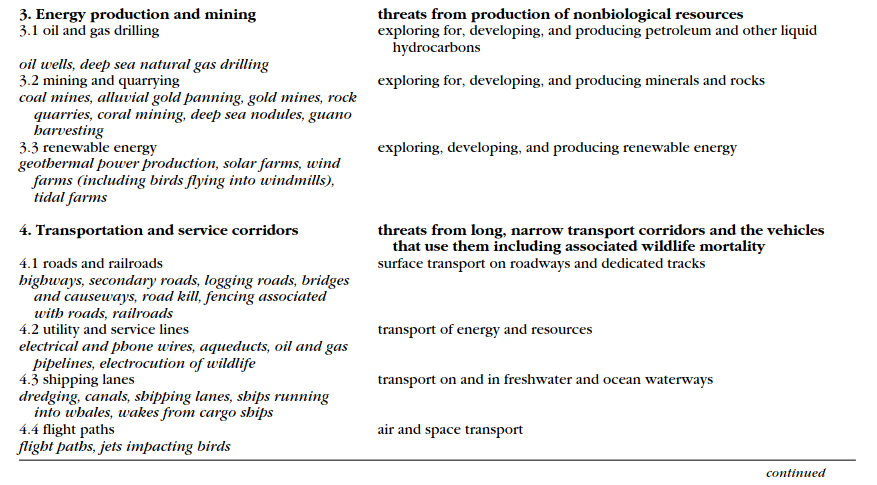 3. Energy production and mining threats from production of nonbiological resources
3.1 oil and gas drilling exploring for, developing, and producing petroleum and other liquid
hydrocarbons
oil wells, deep sea natural gas drilling
3.2 mining and quarrying exploring for, developing, and producing minerals and rocks
coal mines, alluvial gold panning, gold mines, rock
quarries, coral mining, deep sea nodules, guano
harvesting
3.3 renewable energy exploring, developing, and producing renewable energy
geothermal power production, solar farms, wind
farms (including birds flying into windmills),
tidal farms
4. Transportation and service corridors threats from long, narrow transport corridors and the vehicles
that use them including associated wildlife mortality
4.1 roads and railroads surface transport on roadways and dedicated tracks
highways, secondary roads, logging roads, bridges
and causeways, road kill, fencing associated
with roads, railroads
4.2 utility and service lines transport of energy and resources
electrical and phone wires, aqueducts, oil and gas
pipelines, electrocution of wildlife
4.3 shipping lanes transport on and in freshwater and ocean waterways
dredging, canals, shipping lanes, ships running
into whales, wakes from cargo ships
4.4 flight paths air and space transport
flight paths, jets impacting birds
continued